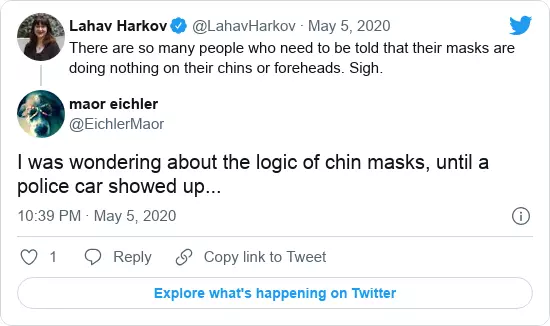 Lahav Harkov @LahavHarkov · May 5, 2020
There are so many people who need to be told that their masks are
doing nothing on their chins or foreheads. Sigh.
maor eichler
@EichlerMaor
I was wondering about the logic of chin masks, until a
police car showed up...
10:39 PM · May 5, 2020
1 Reply Copy link to Tweet
Explore what's happening on Twitter